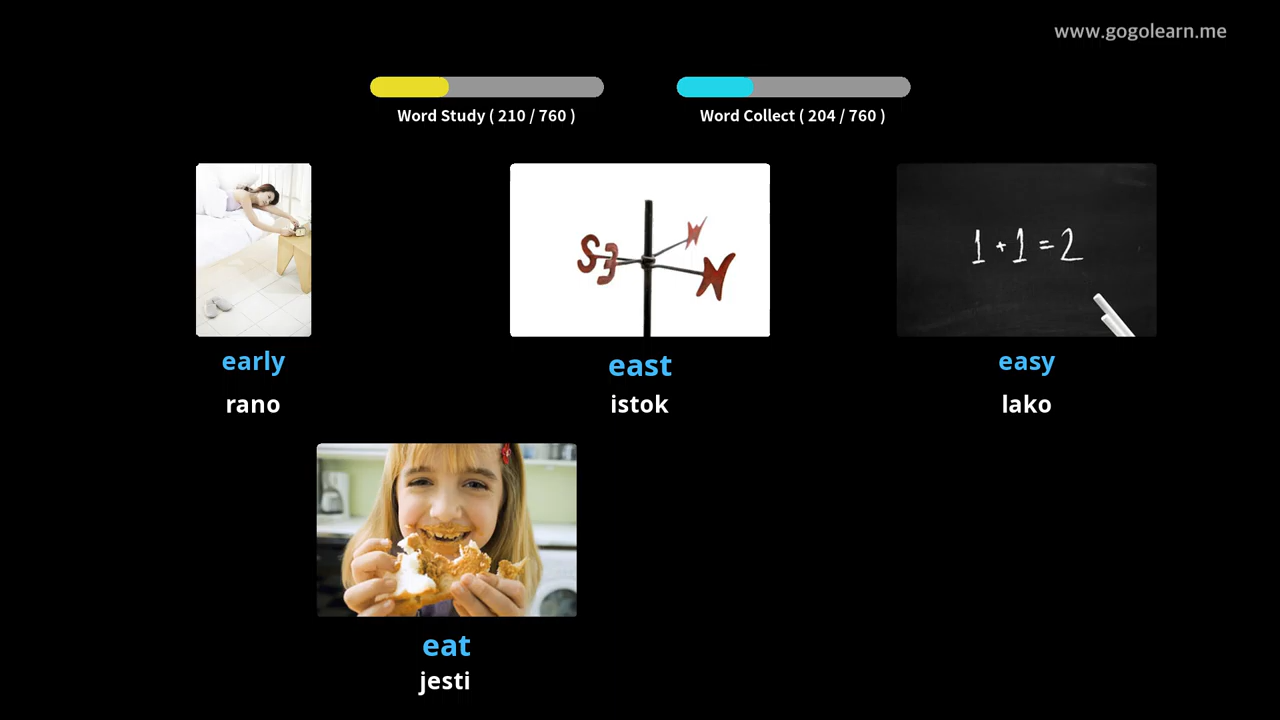 www.gogolearn.me
Word Study ( 210 / 760 )
Word Collect ( 204 / 760 )
S E N W
1 + 1 = 2
early
east
easy
rano
istok
lako
eat
jesti